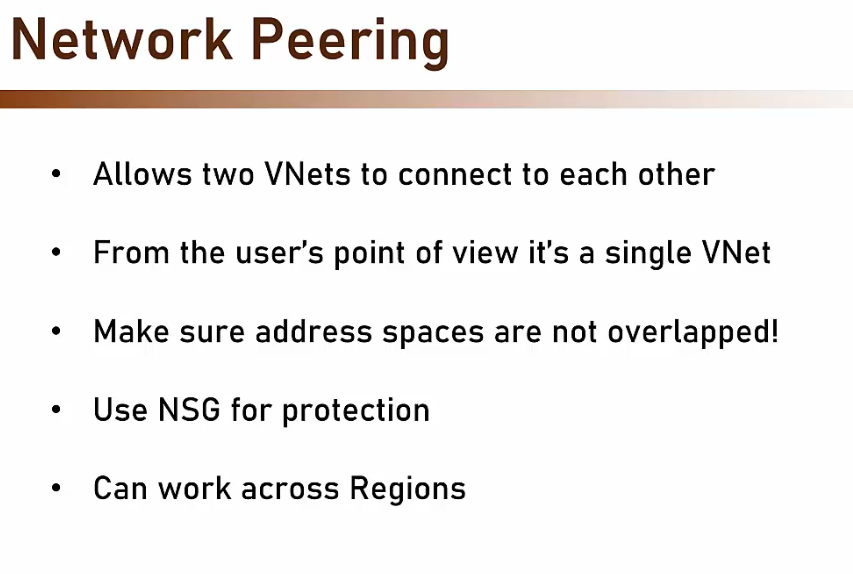 Network Peering
• Allows two VNets to connect to each other
• From the user’s point of view it’s a single VNet
• Make sure address spaces are not overlapped!
• Use NSG for protection
• Can work across Regions